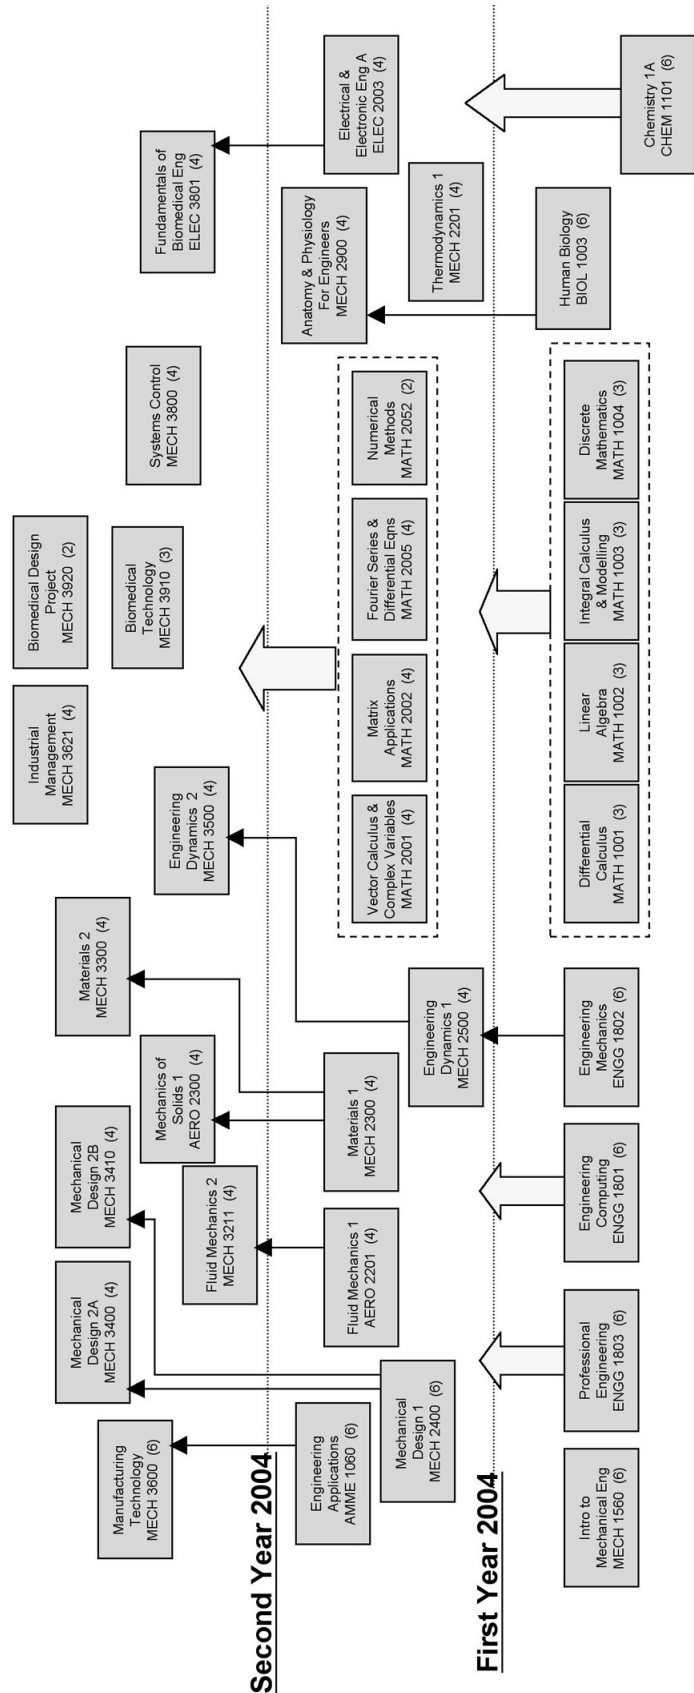 Manufacturing
Technology
MECH 3600  (6)
Mechanical
Design 2A
MECH 3400  (4)
Mechanical
Design 2B
MECH 3410  (4)
Materials 2
MECH 3300  (4)
Industrial
Management
MECH 3621  (4)
Biomedical Design
Project
MECH 3920  (2)
Fluid Mechanics 2
MECH 3211  (4)
Mechanics of
Solids 1
AERO 2300  (4)
Engineering
Dynamics  2
MECH 3500  (4)
Biomedical
Technology
MECH 3910  (3)
Systems Control
MECH 3800  (4)
Fundamentals of
Biomedical Eng
ELEC 3801  (4)
Second Year 2004
Engineering
Applications
AMME 1060  (6)
Mechanical
Design 1
MECH 2400  (6)
Fluid Mechanics 1
AERO 2201  (4)
Materials 1
MECH 2300  (4)
Engineering
Dynamics 1
MECH 2500  (4)
Vector Calculus &
Complex Variables
MATH 2001  (4)
Matrix
Applications
MATH 2002  (4)
Fourier Series &
Differential Eqns
MATH 2005  (4)
Numerical
Methods
MATH 2052  (2)
Anatomy & Physiology
For Engineers
MECH 2900  (4)
Thermodynamics 1
MECH 2201  (4)
Electrical &
Electronic Eng A
ELEC 2003  (4)
First Year 2004
Intro to
Mechanical Eng
MECH 1560  (6)
Professional
Engineering
ENGG 1803  (6)
Engineering
Computing
ENGG 1801  (6)
Engineering
Mechanics
ENGG 1802  (6)
Differential
Calculus
MATH 1001  (3)
Linear
Algebra
MATH 1002  (3)
Integral Calculus
& Modelling
MATH 1003  (3)
Discrete
Mathematics
MATH 1004  (3)
Human Biology
BIOL 1003  (6)
Chemistry 1A
CHEM 1101  (6)